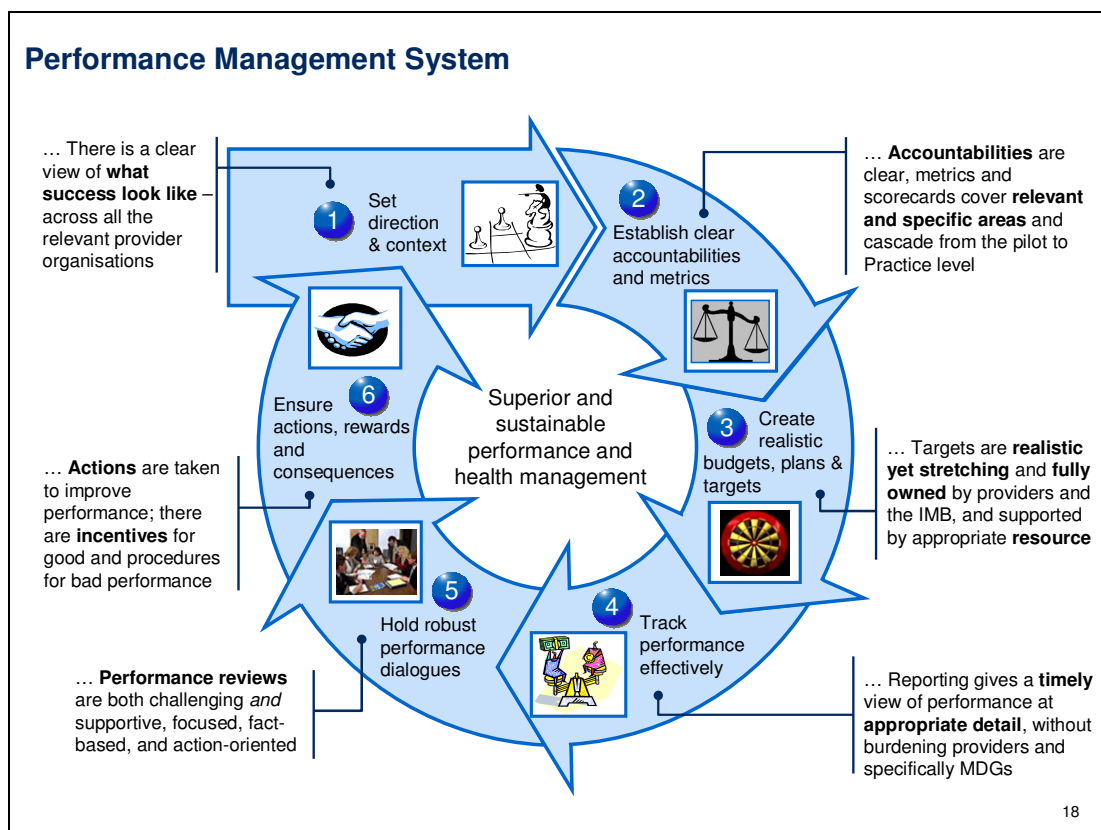 Performance Management System
… There is a clear
view of what
success look like –
across all the
relevant provider
organisations
1
Set
direction
& context
2
Establish clear
accountabilities
and metrics
… Accountabilities are
clear, metrics and
scorecards cover relevant
and specific areas and
cascade from the pilot to
Practice level
3
Create
realistic
budgets, plans &
targets
… Targets are realistic
yet stretching and fully
owned by providers and
the IMB, and supported
by appropriate resource
4
Track
performance
effectively
… Reporting gives a timely
view of performance at
appropriate detail, without
burdening providers and
specifically MDGs
5
Hold robust
performance
dialogues
… Performance reviews
are both challenging and
supportive, focused, fact-
based, and action-oriented
6
Ensure
actions, rewards
and
consequences
… Actions are taken
to improve
performance; there
are incentives for
good and procedures
for bad performance
Superior and
sustainable
performance and
health management
18